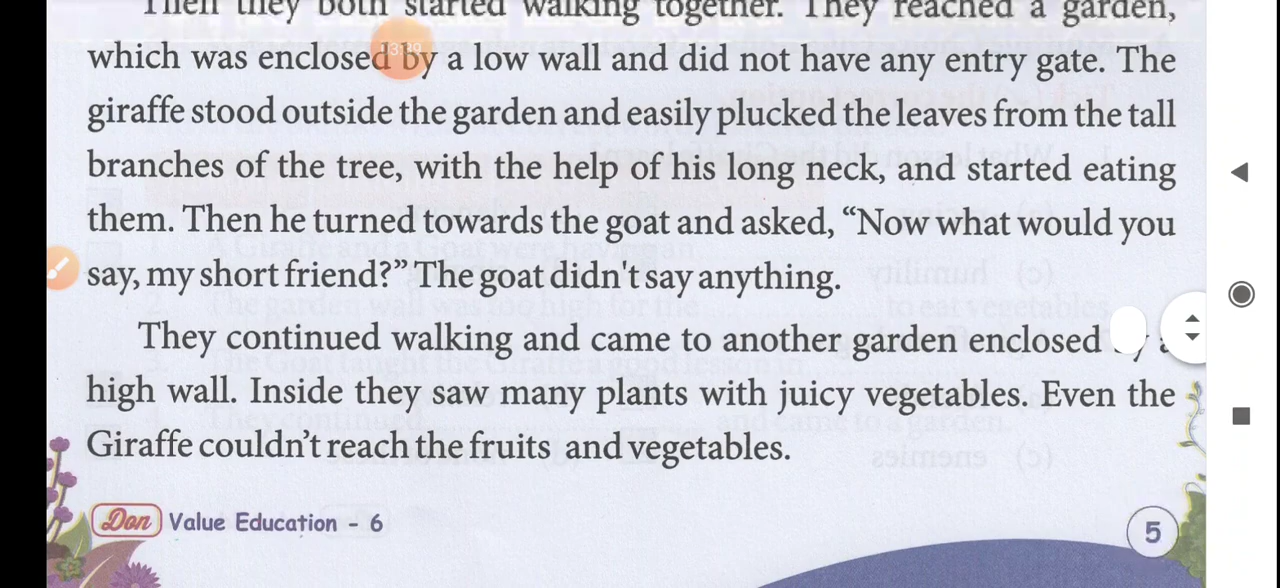 Then they both started walking together. They reached a garden,
which was enclosed by a low wall and did not have any entry gate. The
giraffe stood outside the garden and easily plucked the leaves from the tall
branches of the tree, with the help of his long neck, and started eating
them. Then he turned towards the goat and asked, “Now what would you
say, my short friend?” The goat didn't say anything.
They continued walking and came to another garden enclosed
high wall. Inside they saw many plants with juicy vegetables. Even the
Giraffe couldn’t reach the fruits and vegetables.
Don Value Education - 6
5